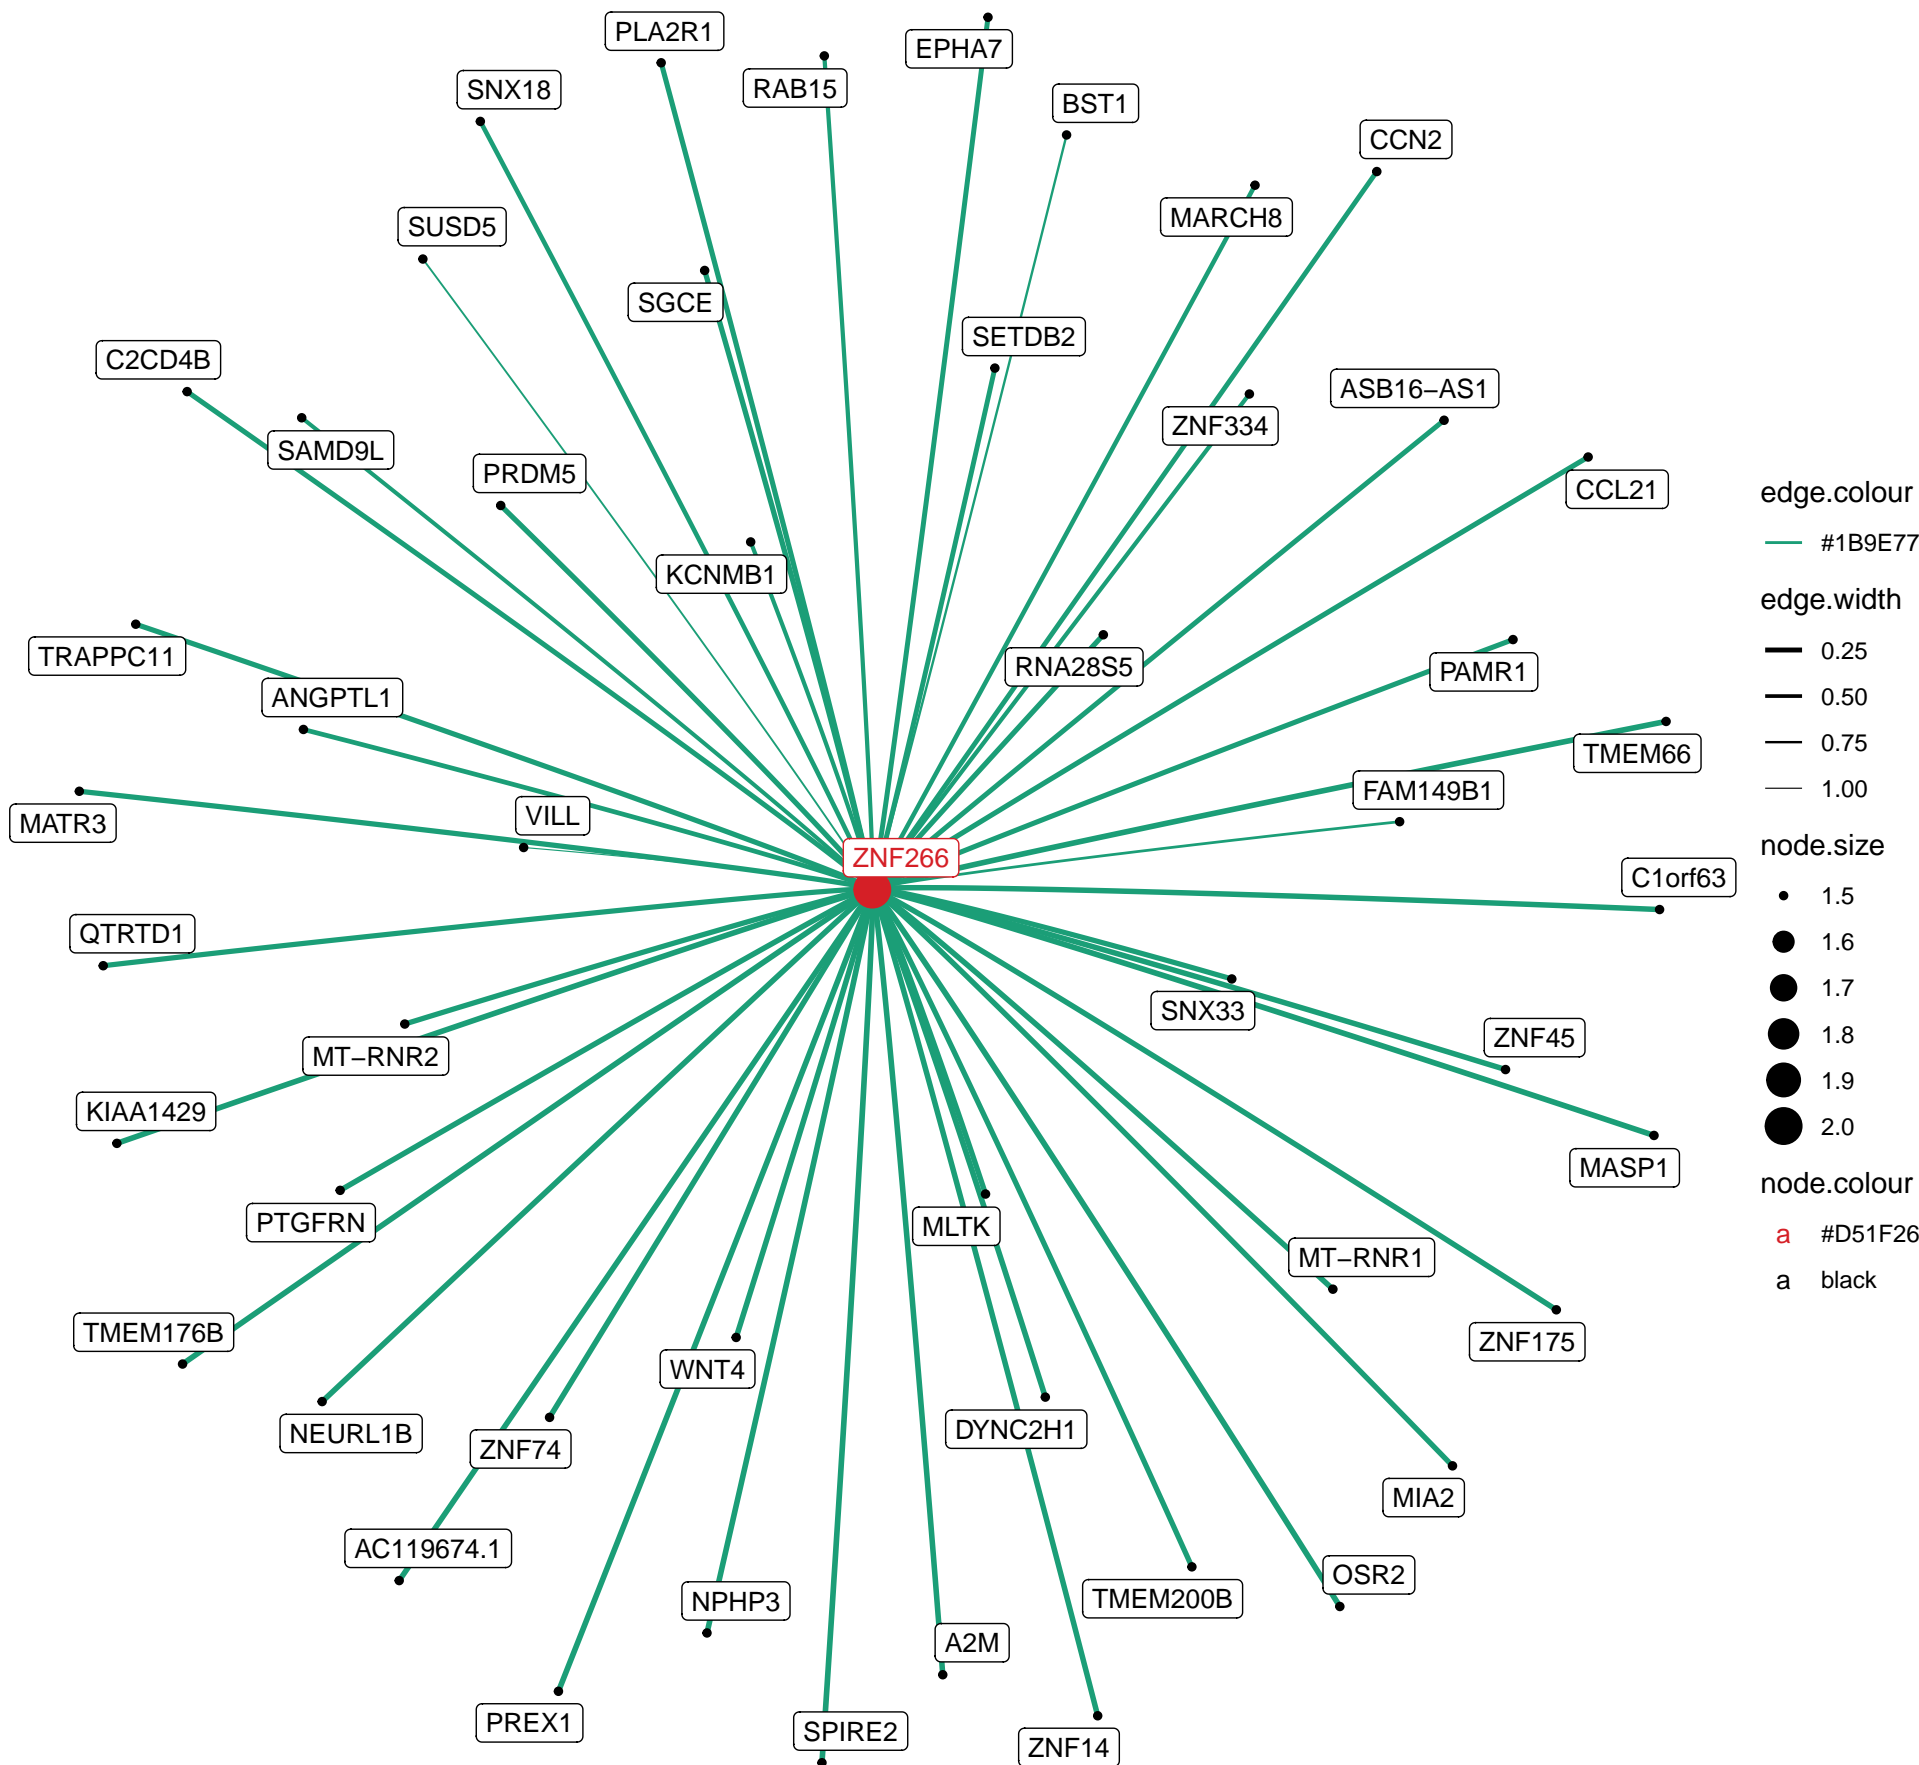 PLA2R1
EPHA7
SNX18
RAB15
BST1
CCN2
MARCH8
SUSD5
SGCE
SETDB2
C2CD4B
ASB16−AS1
ZNF334
SAMD9L
PRDM5
CCL21
KCNMB1
TRAPPC11
RNA28S5
PAMR1
ANGPTL1
TMEM66
FAM149B1
MATR3
VILL
ZNF266
C1orf63
QTRTD1
SNX33
ZNF45
MT−RNR2
KIAA1429
MASP1
PTGFRN
MLTK
MT−RNR1
TMEM176B
ZNF175
WNT4
NEURL1B
ZNF74
DYNC2H1
MIA2
AC119674.1
OSR2
NPHP3
TMEM200B
A2M
PREX1
SPIRE2
ZNF14
edge.colour
#1B9E77
edge.width
0.25
0.50
0.75
1.00
node.size
1.5
1.6
1.7
1.8
1.9
2.0
node.colour
a #D51F26
a black